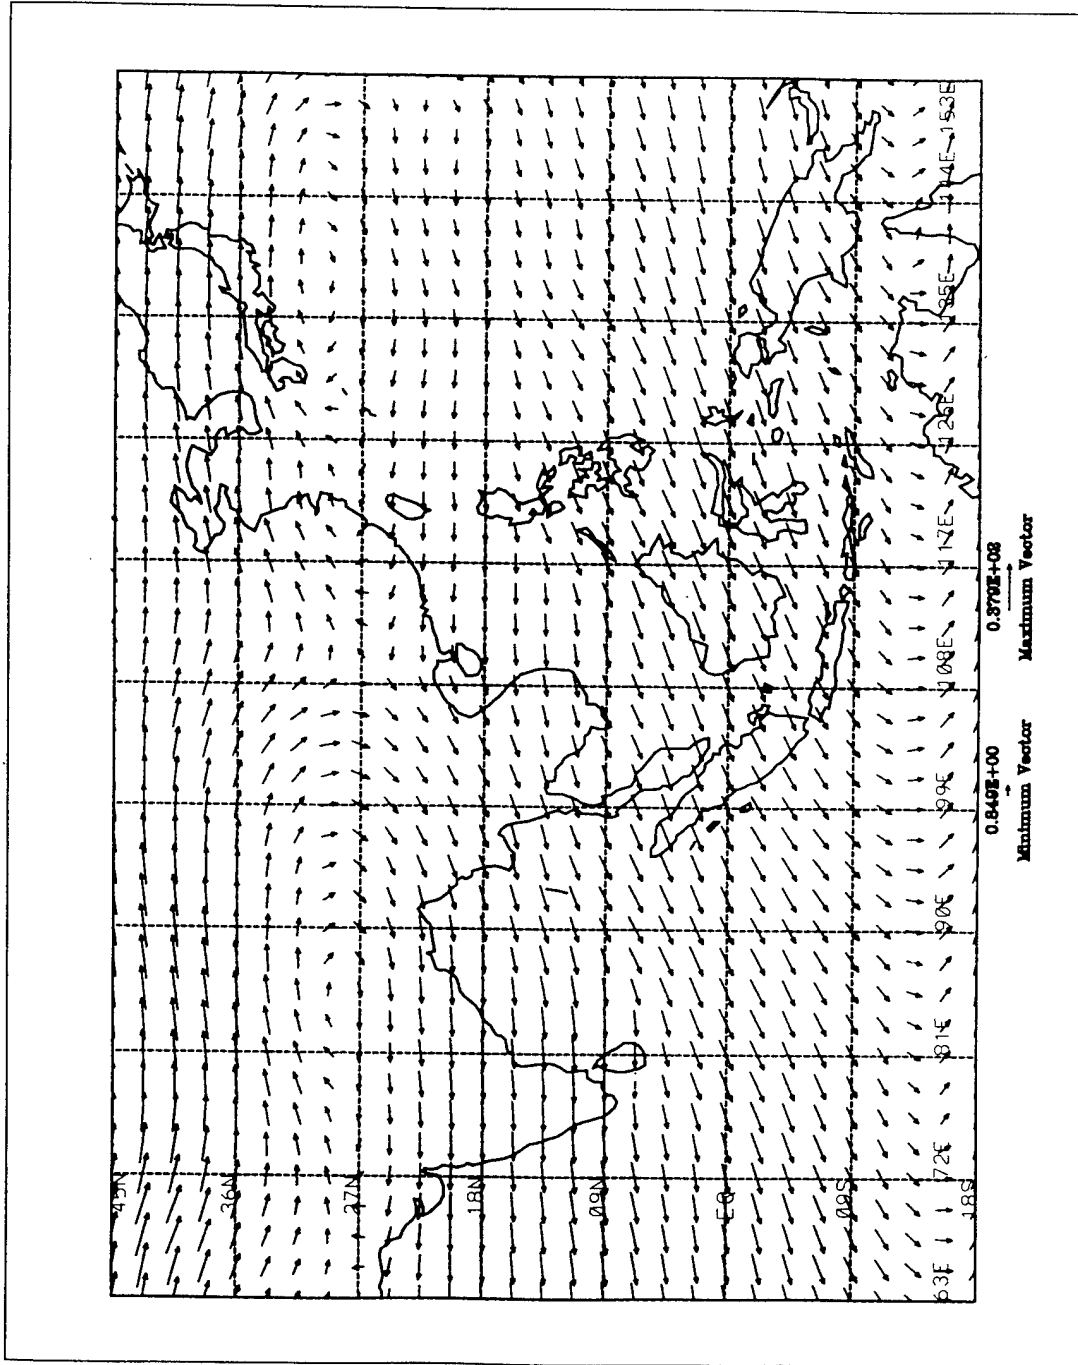 45N
36N
27N
18N
09N
EQ
09S
18S
63E
72E
81E
90E
99E
108E
117E
126E
135E
144E
153E
0.849E+00
Minimum Vector
0.379E+02
Maximum Vector